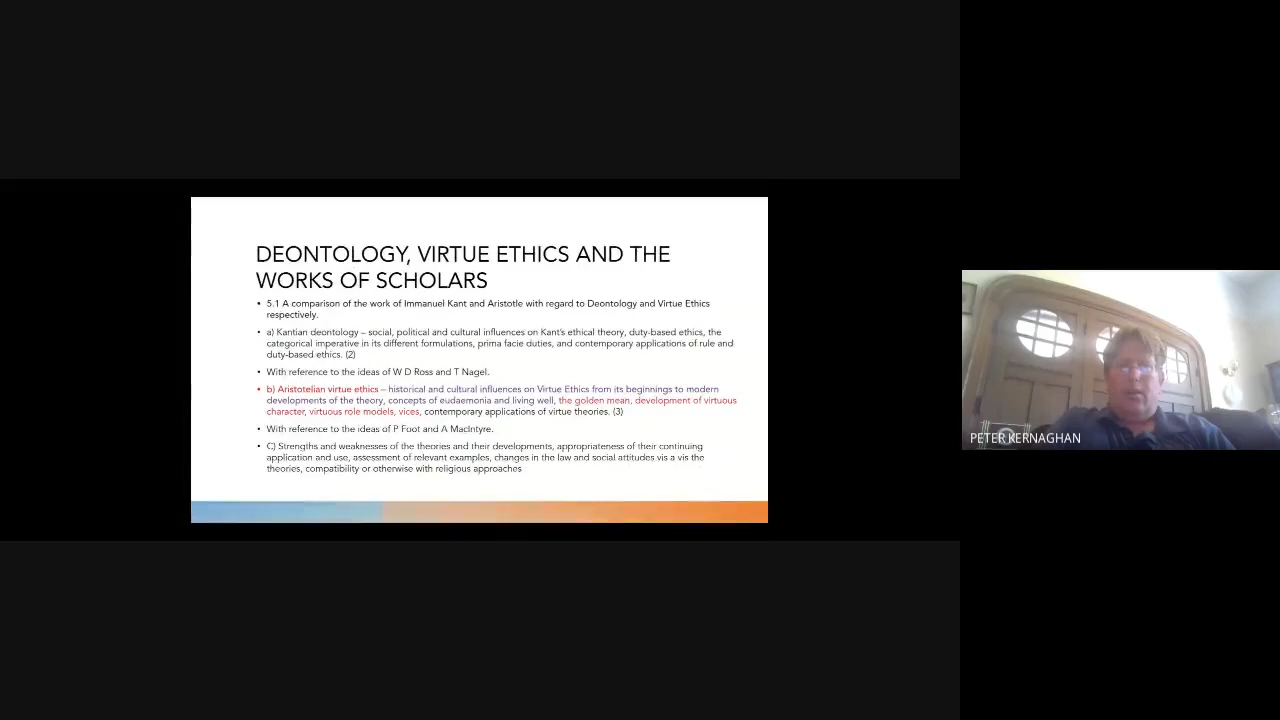 DEONTOLOGY, VIRTUE ETHICS AND THE
WORKS OF SCHOLARS
• 5.1 A comparison of the work of Immanuel Kant and Aristotle with regard to Deontology and Virtue Ethics
respectively.
• a) Kantian deontology – social, political and cultural influences on Kant's ethical theory, duty-based ethics, the
categorical imperative in its different formulations, prima facie duties, and contemporary applications of rule and
duty-based ethics. (2)
• With reference to the ideas of W D Ross and T Nagel.
• b) Aristotelian virtue ethics – historical and cultural influences on Virtue Ethics from its beginnings to modern
developments of the theory, concepts of eudaemonia and living well, the golden mean, development of virtuous
character, virtuous role models, vices, contemporary applications of virtue theories. (3)
• With reference to the ideas of P Foot and A MacIntyre.
• C) Strengths and weaknesses of the theories and their developments, appropriateness of their continuing
application and use, assessment of relevant examples, changes in the law and social attitudes vis a vis the
theories, compatibility or otherwise with religious approaches
PETER KERNAGHAN